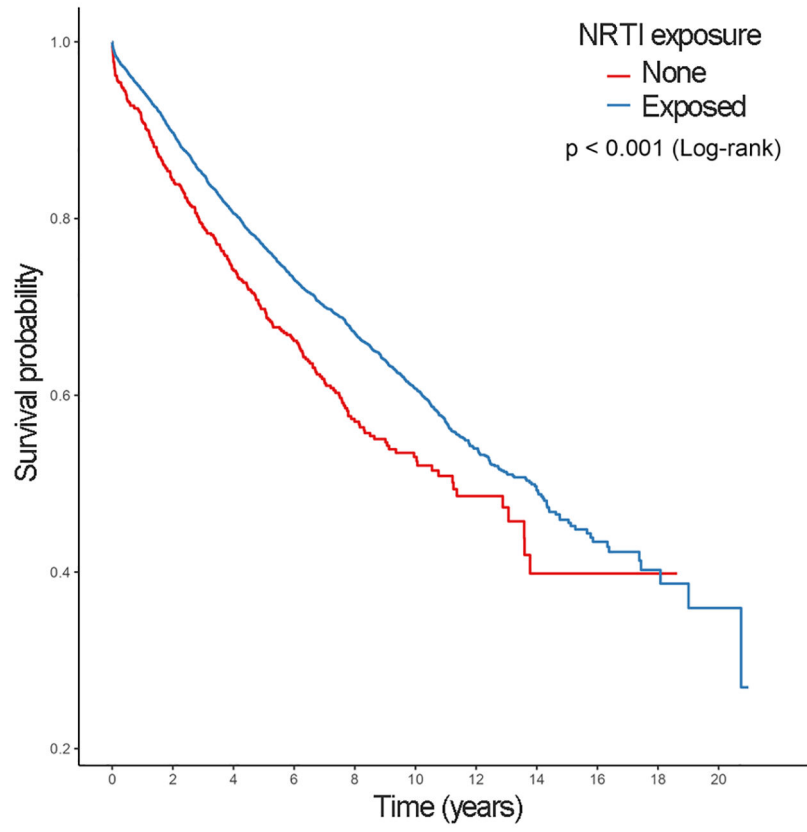 NRTI exposure
None
Exposed
p < 0.001 (Log-rank)
1.0
0.8
0.6
0.4
0.2
Survival probability
0 2 4 6 8 10 12 14 16 18 20
Time (years)